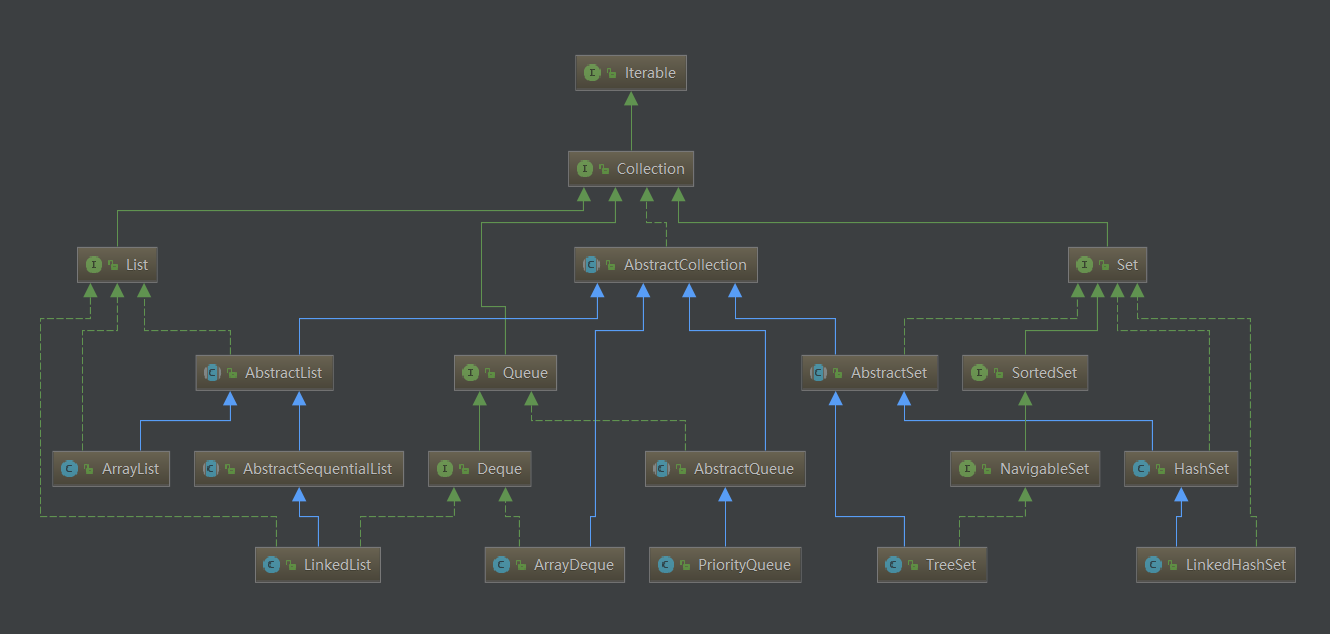 Iterable
Collection
List
AbstractCollection
Set
AbstractList
Queue
AbstractSet
SortedSet
ArrayList
AbstractSequentialList
Deque
AbstractQueue
NavigableSet
HashSet
LinkedList
ArrayDeque
PriorityQueue
TreeSet
LinkedHashSet